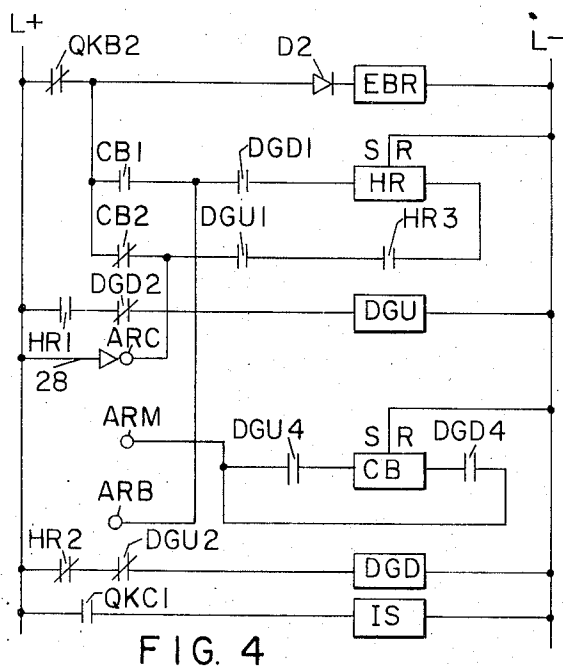 L+
L-
QKB2
D2
EBR
CB1
DGD1
S R
HR
CB2
DGU1
HR3
DGD2
HR1
DGU
ARC
28
ARM
DGU4
S R
DGD4
CB
ARB
HR2
DGU2
DGD
QKC1
IS
FIG. 4